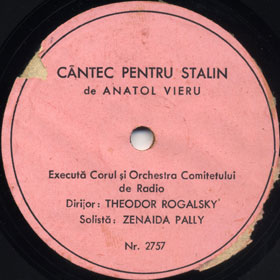 CÂNTEC PENTRU STALIN
de ANATOL VIERU
Execută Corul și Orchestra Comitetului
de Radio
Dirijor: THEODOR ROGALSKY
Solistă: ZENAIDA PALLY
Nr. 2757